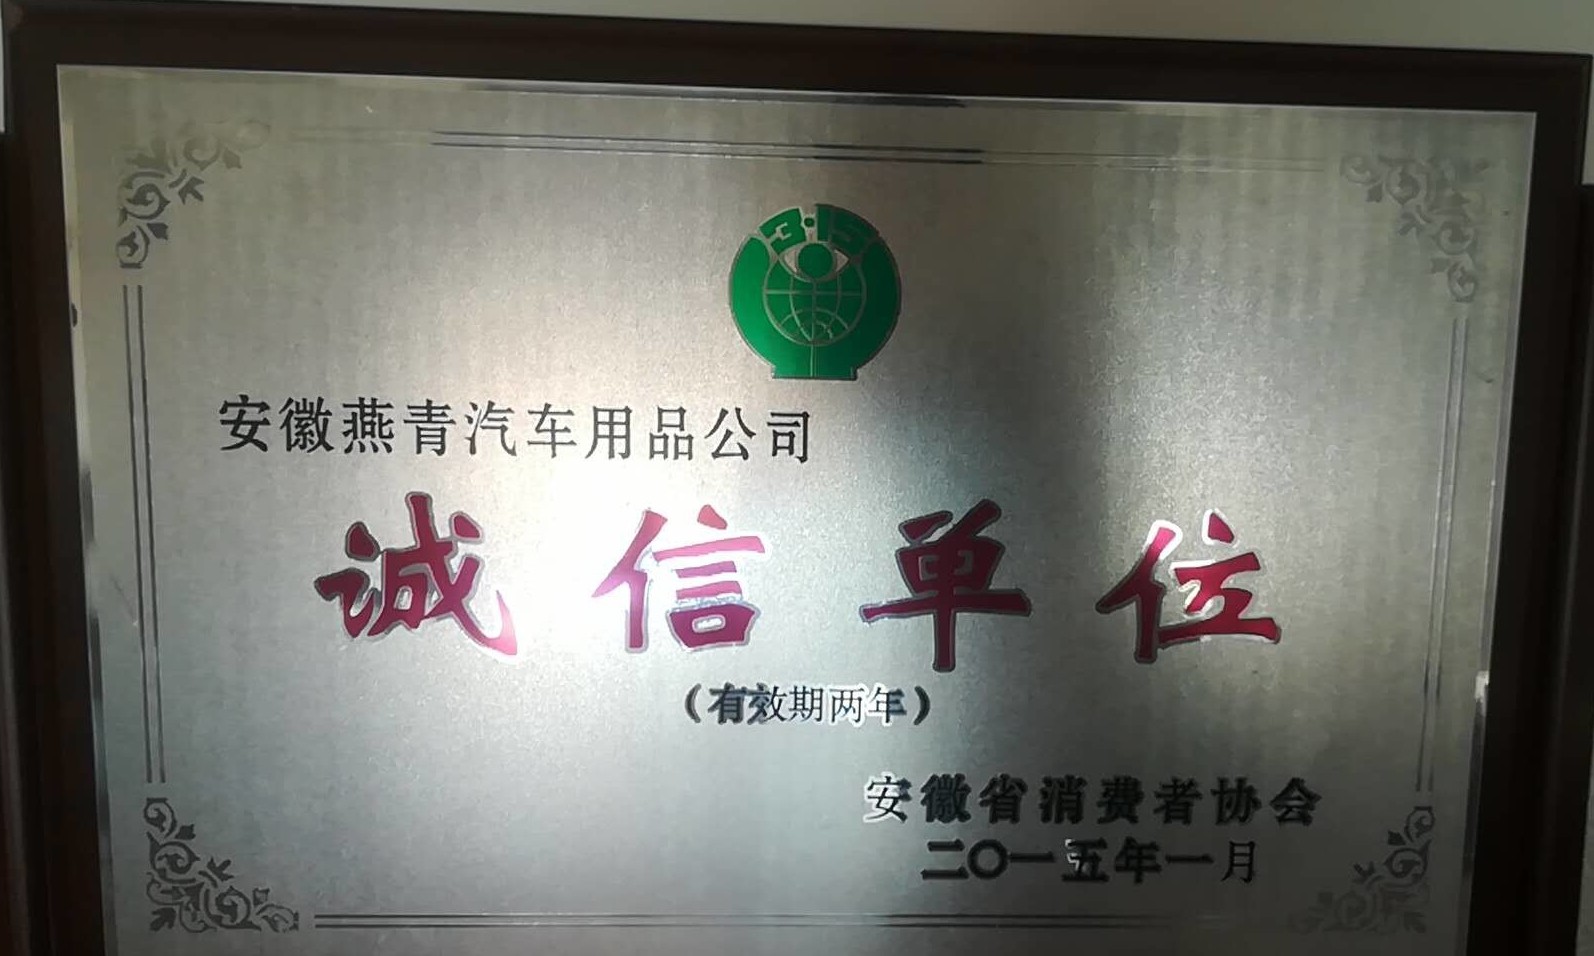 3·15
安徽燕青汽车用品公司
诚信单位
（有效期两年）
安徽省消费者协会
二〇一五年一月